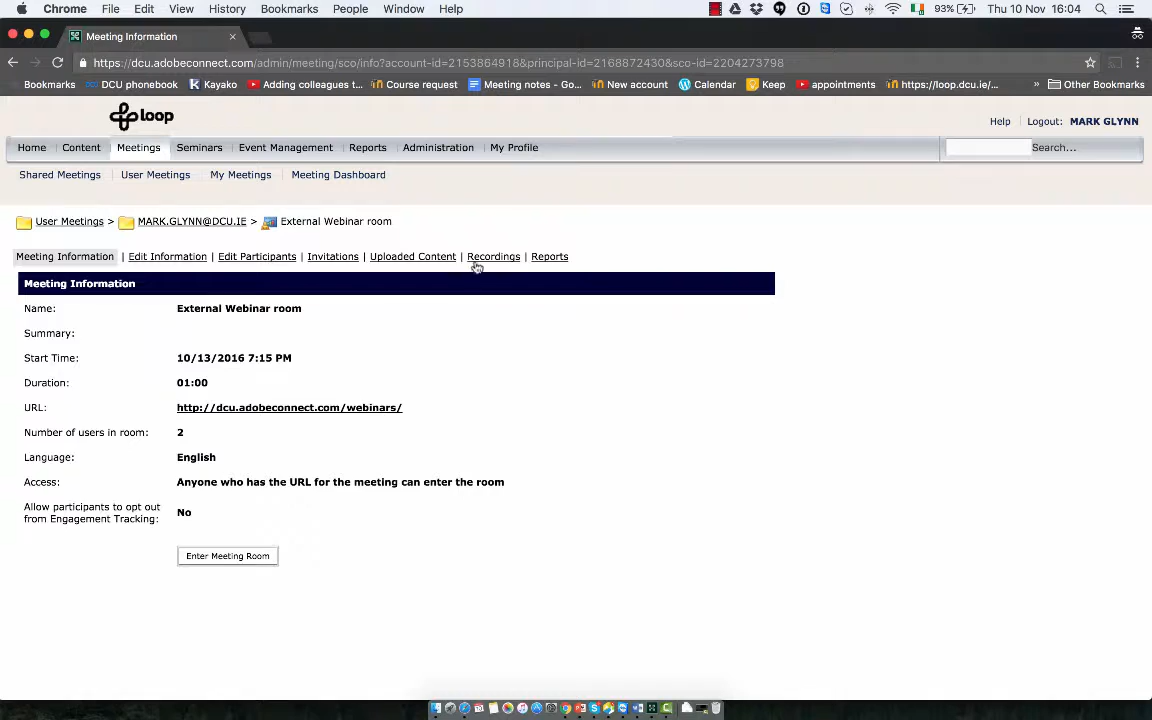 Chrome File Edit View History Bookmarks People Window Help 93% Thu 10 Nov 16:04
Meeting Information
https://dcu.adobeconnect.com/admin/meeting/sco/info?account-id=2153864918&principal-id=2168872430&sco-id=2204273798
Bookmarks DCU phonebook Kayako Adding colleagues t... Course request Meeting notes - Go... New account Calendar Keep appointments https://loop.dcu.ie/... » Other Bookmarks
loop
Help Logout: MARK GLYNN
Home Content Meetings Seminars Event Management Reports Administration My Profile Search...
Shared Meetings User Meetings My Meetings Meeting Dashboard
User Meetings > MARK.GLYNN@DCU.IE > External Webinar room
Meeting Information | Edit Information | Edit Participants | Invitations | Uploaded Content | Recordings | Reports
Meeting Information
Name: External Webinar room
Summary:
Start Time: 10/13/2016 7:15 PM
Duration: 01:00
URL: http://dcu.adobeconnect.com/webinars/
Number of users in room: 2
Language: English
Access: Anyone who has the URL for the meeting can enter the room
Allow participants to opt out
from Engagement Tracking: No
Enter Meeting Room